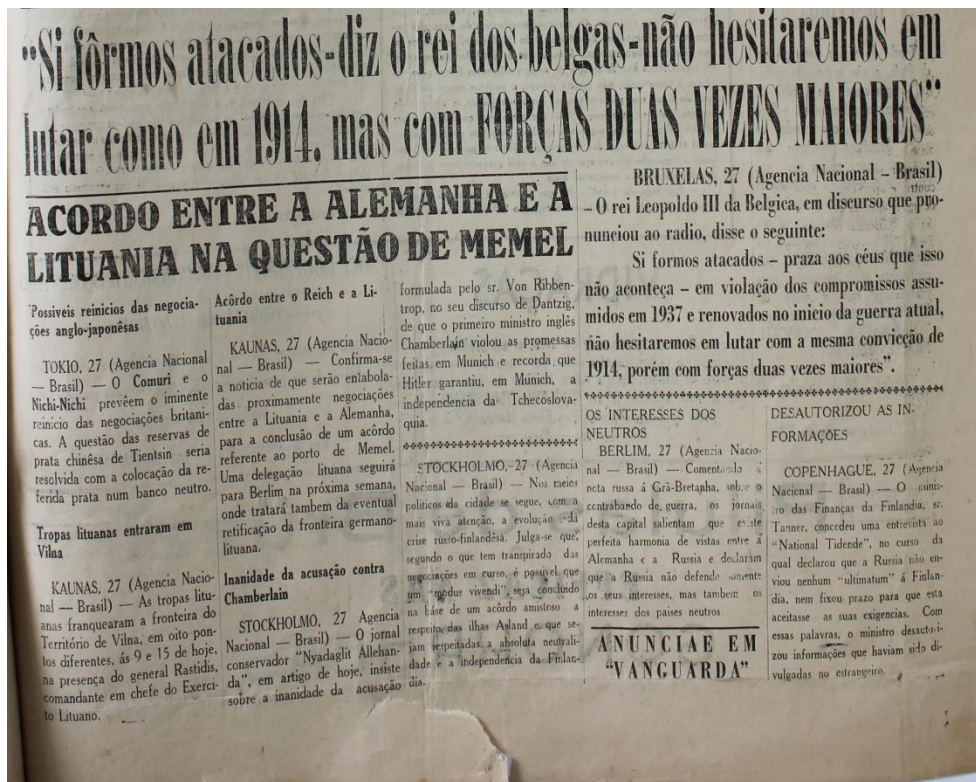 "Si fôrmos atacados-diz o rei dos belgas-não hesitaremos em
lutar como em 1914, mas com FORÇAS DUAS VEZES MAIORES"
ACORDO ENTRE A ALEMANHA E A
LITUANIA NA QUESTÃO DE MEMEL
Possiveis reinicios das negocia-
ções anglo-japonêsas
TOKIO, 27 (Agencia Nacional
— Brasil) — O Comuri e o
Nichi-Nichi prevêem o iminente
reinicio das negociações britani-
cas. A questão das reservas de
prata chinêsa de Tientsin seria
resolvida com a colocação da re-
ferida prata num banco neutro.
Tropas lituanas entraram em
Vilna
KAUNAS, 27 (Agencia Nacio-
nal — Brasil) — As tropas litu-
anas franquearam a fronteira do
Território de Vilna, em oito pon-
tos diferentes, ás 9 e 15 de hoje,
na presença do general Rastidis,
comandante em chefe do Exerci-
to Lituano.
Acôrdo entre o Reich e a Li-
tuania
KAUNAS, 27 (Agencia Nacio-
nal — Brasil) — Confirma-se
a noticia de que serão entabola-
das proximamente negociações
entre a Lituania e a Alemanha,
para a conclusão de um acôrdo
referente ao porto de Memel.
Uma delegação lituana seguirá
para Berlim na próxima semana,
onde tratará tambem da eventual
retificação da fronteira germano-
lituana.
Inanidade da acusação contra
Chamberlain
STOCKHOLMO, 27 (Agencia
Nacional — Brasil) — O jornal
conservador "Nyadaglit Allehan-
da", em artigo de hoje, insiste
sobre a inanidade da acusação
formulada pelo sr. Von Ribben-
trop, no seu discurso de Dantzig,
de que o primeiro ministro inglês
Chamberlain violou as promessas
feitas em Munich e recorda que
Hitler garantiu, em Munich, a
independencia da Tchecoslova-
quia.
STOCKHOLMO, 27 (Agencia
Nacional — Brasil) — Nos meios
politicos da cidade se segue, com a
mais viva atenção, a evolução da
crise russo-finlandêsa. Julga-se que,
segundo o que tem transpirado das
negociações em curso, é possivel que
um "modus vivendi", seja concluido
na base de um acôrdo amistoso a
respeito das ilhas Aaland e que se-
jam respeitadas a absoluta neutrali-
dade e a independencia da Finlan-
dia.
BRUXELAS, 27 (Agencia Nacional – Brasil)
– O rei Leopoldo III da Belgica, em discurso que pro-
nunciou ao radio, disse o seguinte:
Si formos atacados – praza aos céus que isso
não aconteça – em violação dos compromissos assu-
midos em 1937 e renovados no inicio da guerra atual,
não hesitaremos em lutar com a mesma convicção de
1914, porém com forças duas vezes maiores".
OS INTERESSES DOS
NEUTROS
BERLIM, 27 (Agencia Nacio-
nal — Brasil) — Comentando á
nota russa á Grã-Bretanha, sobre o
contrabando de guerra, os jornais
desta capital salientam que existe
perfeita harmonia de vistas entre á
Alemanha e a Russia e declaram
que a Russia não defende somente
os seus interesses, mas tambem os
interesses dos paises neutros.
ANUNCIAE EM
"VANGUARDA"
DESAUTORIZOU AS IN-
FORMAÇÕES
COPENHAGUE, 27 (Agencia
Nacional — Brasil) — O minis-
tro das Finanças da Finlandia, sr.
Tanner, concedeu uma entrevista ao
"National Tidende", no curso da
qual declarou que a Russia não en-
viou nenhum "ultimatum" á Finlan-
dia, nem fixou prazo para que esta
aceitasse as suas exigencias. Com
essas palavras, o ministro desautori-
zou informações que haviam sido di-
vulgadas no estrangeiro.